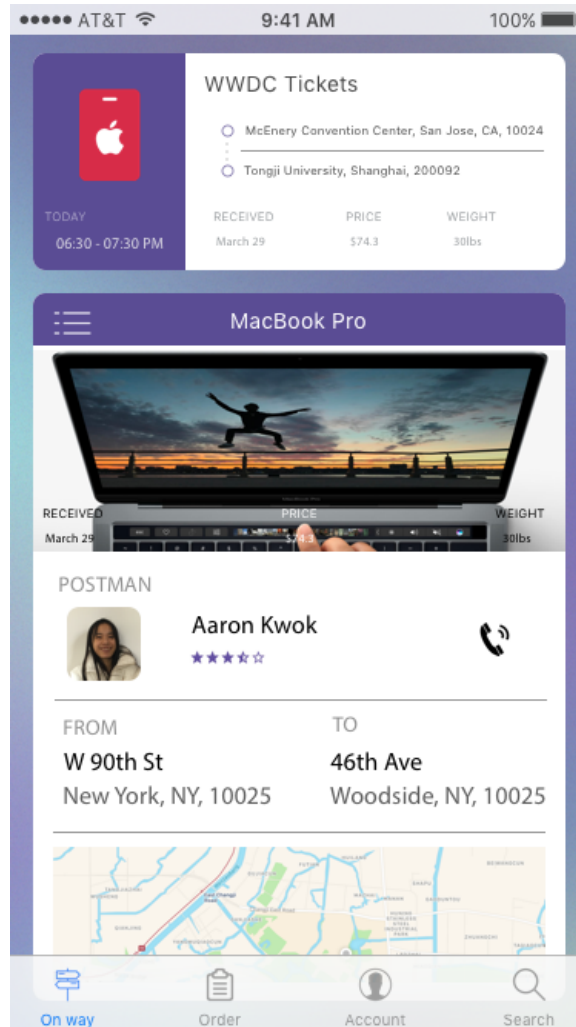 AT&T 9:41 AM 100%
WWDC Tickets
McEnery Convention Center, San Jose, CA, 10024
Tongji University, Shanghai, 200092
TODAY
06:30 - 07:30 PM
RECEIVED PRICE WEIGHT
March 29 $74.3 30lbs
MacBook Pro
RECEIVED PRICE WEIGHT
March 29 $74.3 30lbs
POSTMAN
Aaron Kwok
FROM TO
W 90th St 46th Ave
New York, NY, 10025 Woodside, NY, 10025
On way Order Account Search